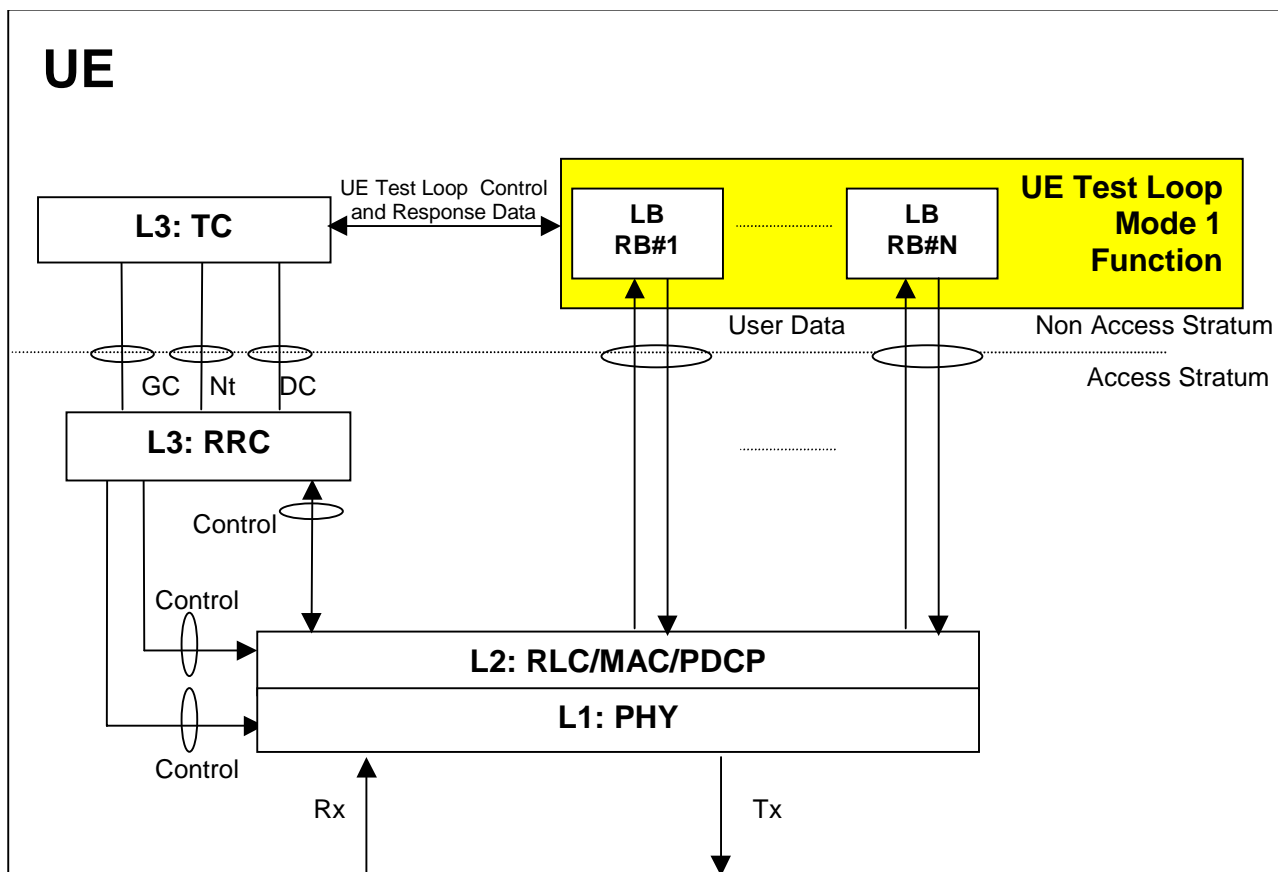 UE
UE Test Loop Control
and Response Data
L3: TC
LB
RB#1
LB
RB#N
UE Test Loop
Mode 1
Function
User Data
Non Access Stratum
GC
Nt
DC
Access Stratum
L3: RRC
Control
Control
L2: RLC/MAC/PDCP
L1: PHY
Control
Rx
Tx